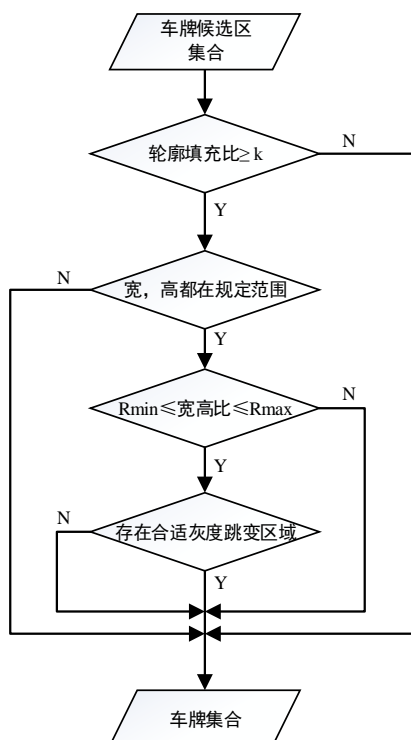 车牌候选区
集合
轮廓填充比≥k
N
Y
N
宽，高都在规定范围
Y
N
Rmin≤宽高比≤Rmax
Y
N
存在合适灰度跳变区域
Y
车牌集合